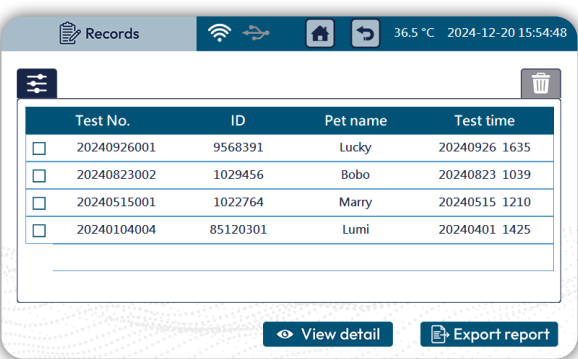 Records 36.5 °C 2024-12-20 15:54:48
Test No. ID Pet name Test time
20240926001 9568391 Lucky 20240926 1635
20240823002 1029456 Bobo 20240823 1039
20240515001 1022764 Marry 20240515 1210
20240104004 85120301 Lumi 20240401 1425
View detail Export report